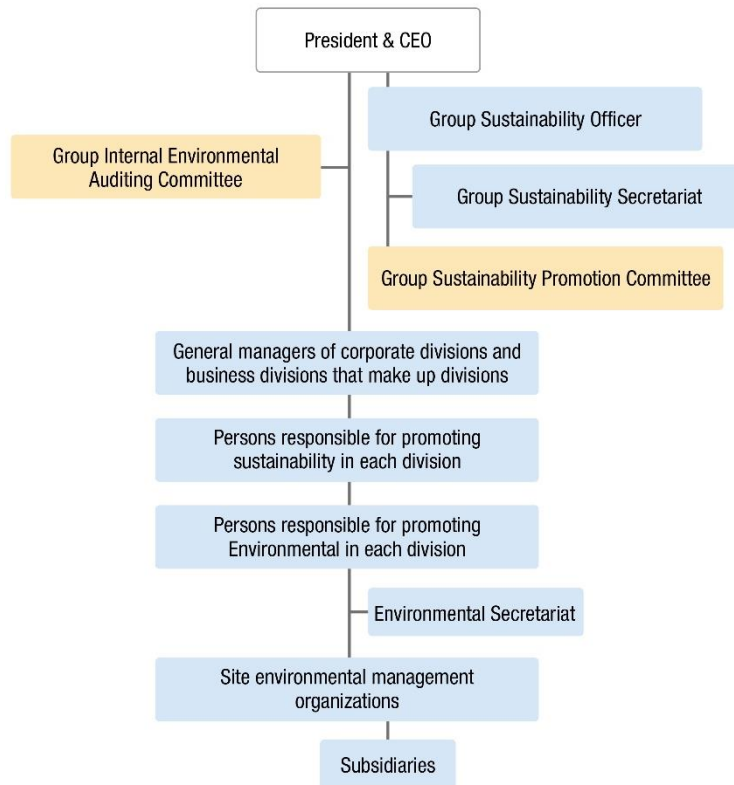 President & CEO
Group Sustainability Officer
Group Internal Environmental
Auditing Committee
Group Sustainability Secretariat
Group Sustainability Promotion Committee
General managers of corporate divisions and
business divisions that make up divisions
Persons responsible for promoting
sustainability in each division
Persons responsible for promoting
Environmental in each division
Environmental Secretariat
Site environmental management
organizations
Subsidiaries